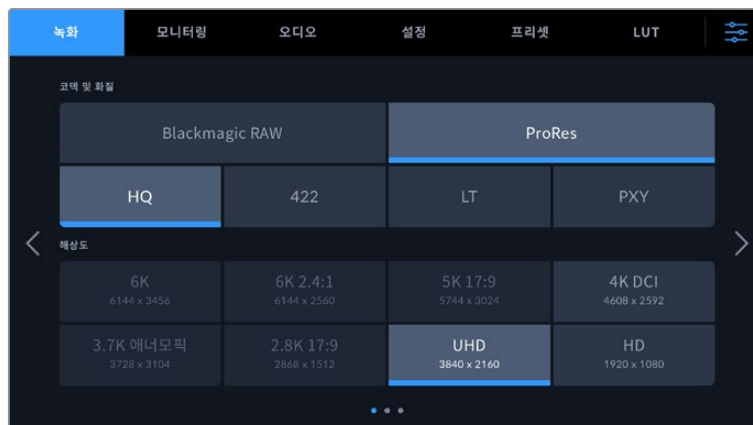 녹화 모니터링 오디오 설정 프리셋 LUT
코덱 및 화질
Blackmagic RAW ProRes
HQ 422 LT PXY
해상도
6K 6K 2.4:1 5K 17:9 4K DCI
6144 x 3456 6144 x 2560 5744 x 3024 4608 x 2592
3.7K 애너모픽 2.8K 17:9 UHD HD
3728 x 3104 2868 x 1512 3840 x 2160 1920 x 1080